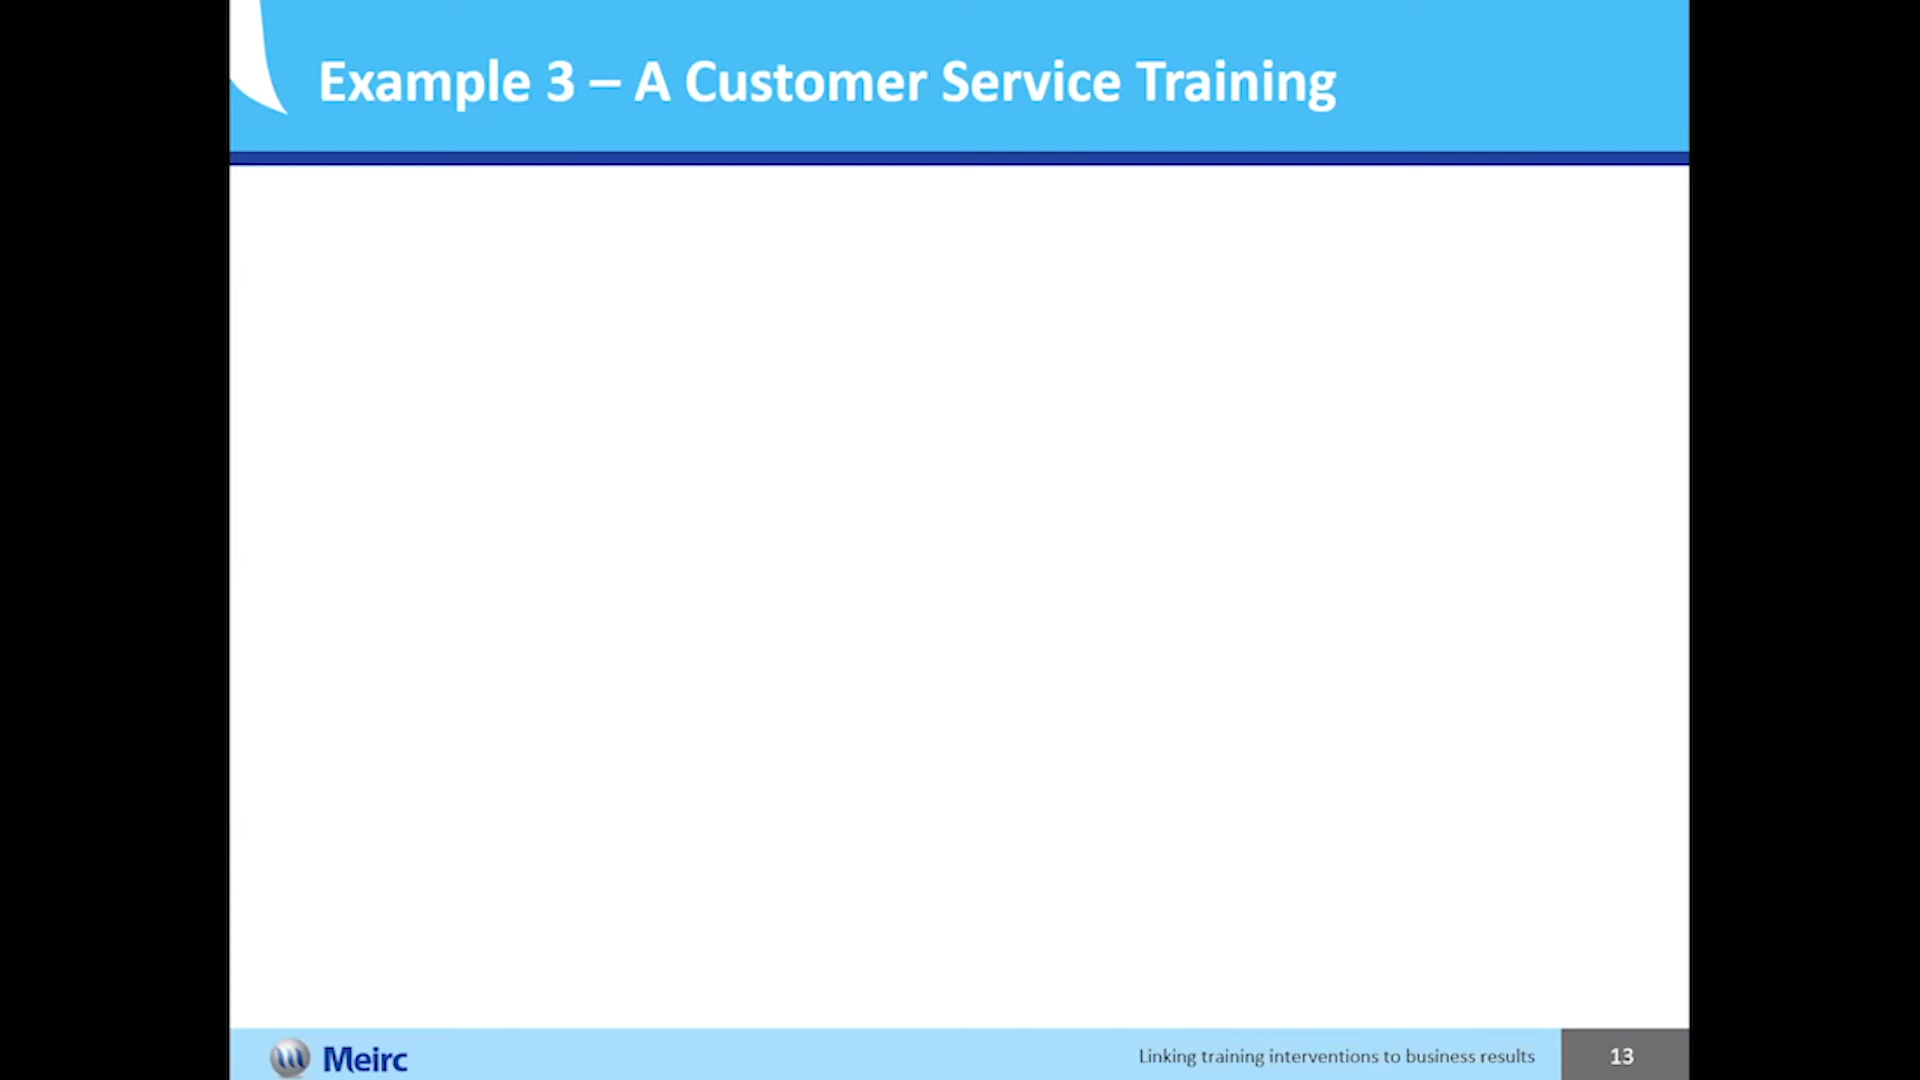 Example 3 – A Customer Service Training
Meirc
Linking training interventions to business results
13